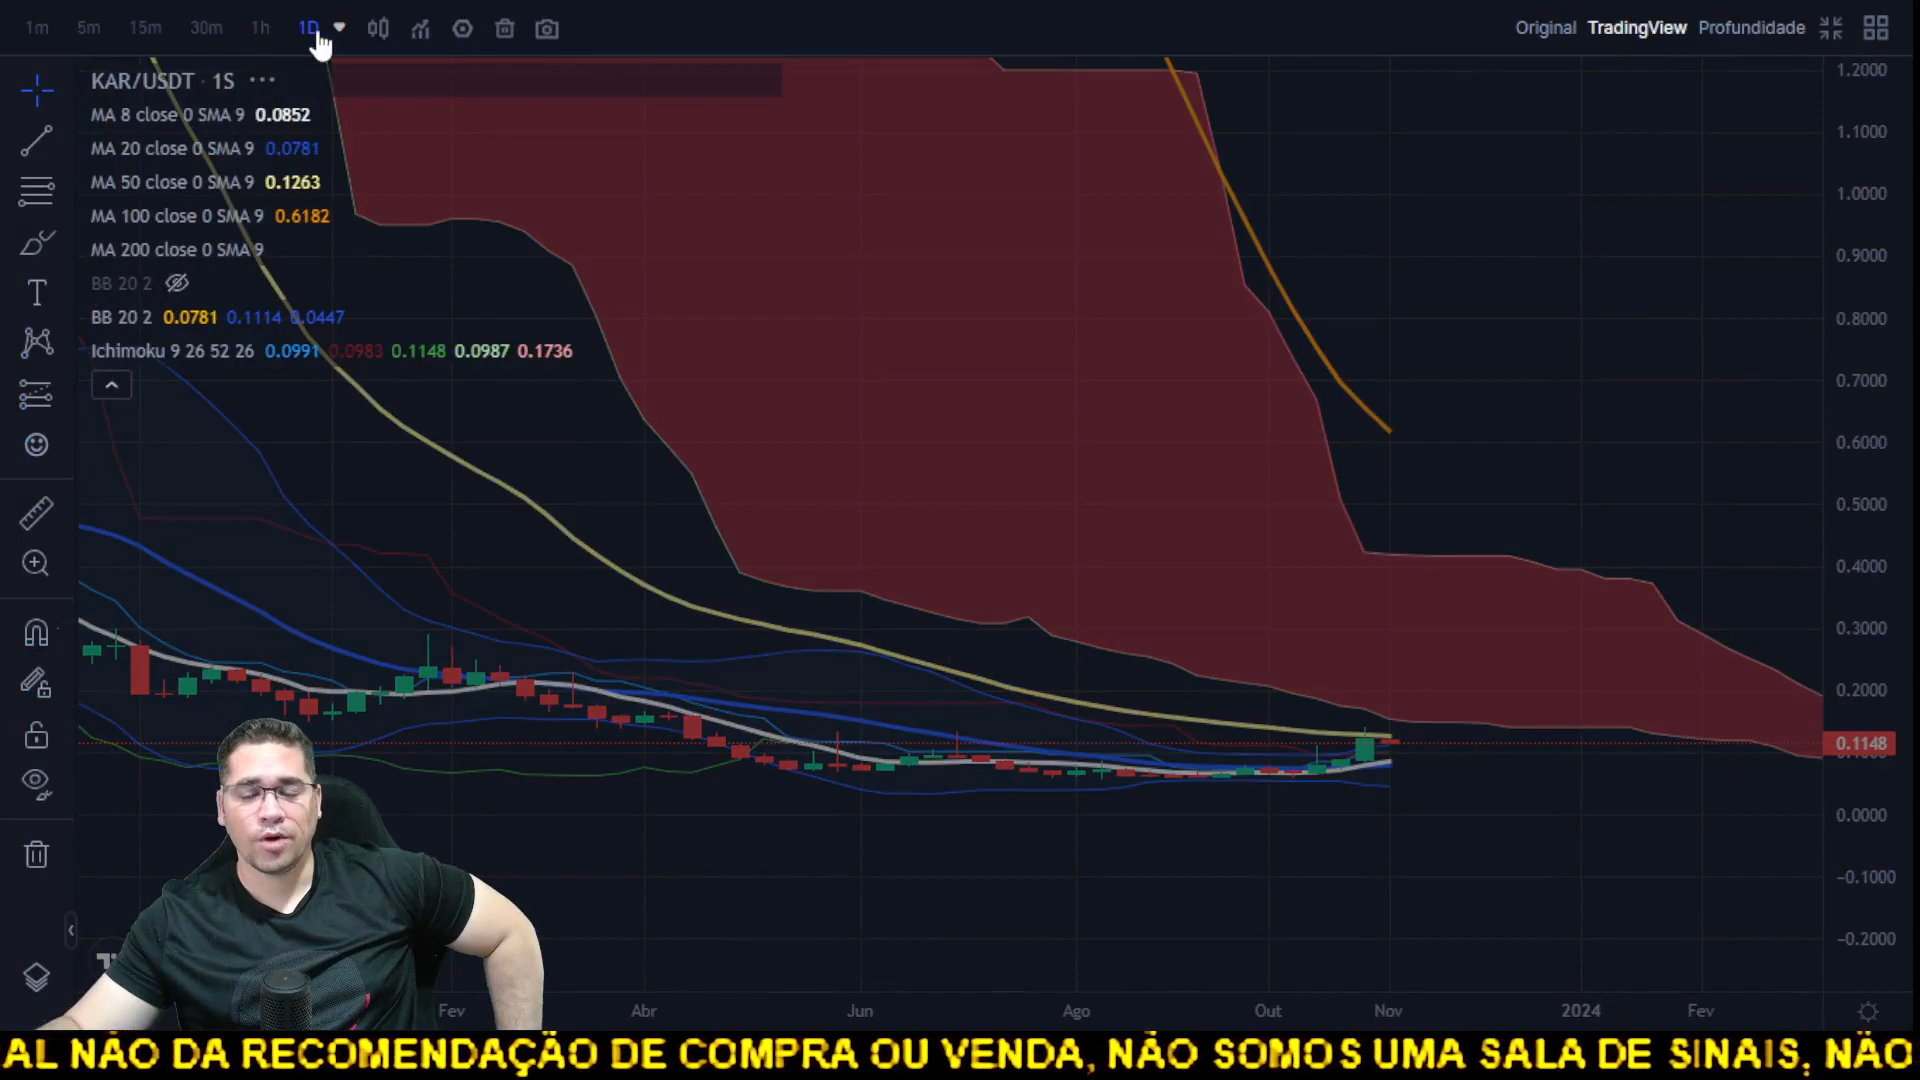 1m 5m 15m 30m 1h 1D
Original TradingView Profundidade
KAR/USDT · 1S
MA 8 close 0 SMA 9 0.0852
MA 20 close 0 SMA 9 0.0781
MA 50 close 0 SMA 9 0.1263
MA 100 close 0 SMA 9 0.6182
MA 200 close 0 SMA 9
BB 20 2
BB 20 2 0.0781 0.1114 0.0447
Ichimoku 9 26 52 26 0.0991 0.0983 0.1148 0.0987 0.1736
1.2000
1.1000
1.0000
0.9000
0.8000
0.7000
0.6000
0.5000
0.4000
0.3000
0.2000
0.1148
0.0000
−0.1000
−0.2000
Fev Abr Jun Ago Out Nov 2024 Fev
AL NÃO DA RECOMENDAÇÃO DE COMPRA OU VENDA, NÃO SOMOS UMA SALA DE SINAIS, NÃO